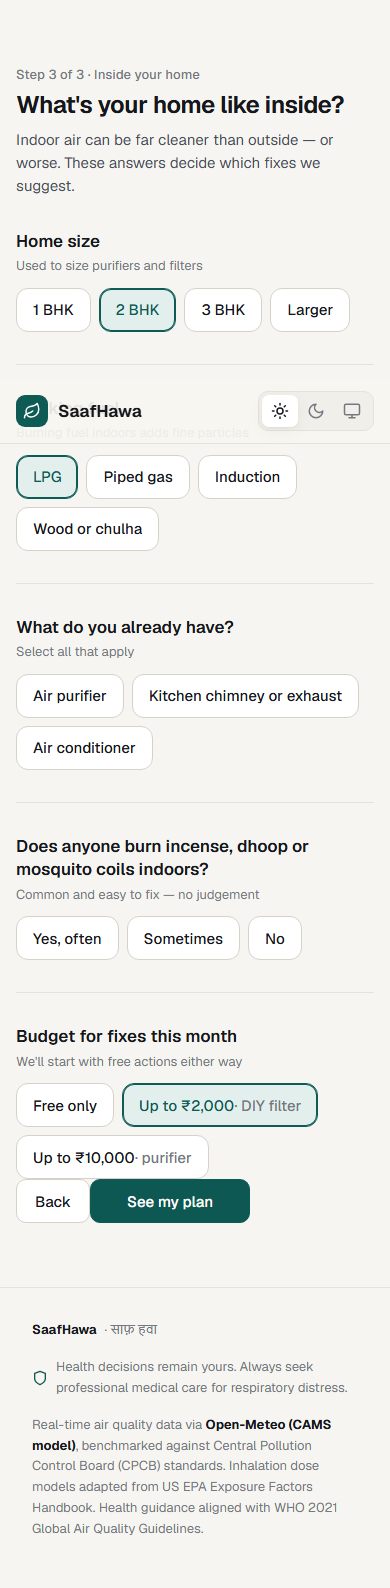 Step 3 of 3 · Inside your home
What's your home like inside?
Indoor air can be far cleaner than outside — or
worse. These answers decide which fixes we
suggest.
Home size
Used to size purifiers and filters
1 BHK
2 BHK
3 BHK
Larger
SaafHawa
Burning fuel indoors adds fine particles
LPG
Piped gas
Induction
Wood or chulha
What do you already have?
Select all that apply
Air purifier
Kitchen chimney or exhaust
Air conditioner
Does anyone burn incense, dhoop or
mosquito coils indoors?
Common and easy to fix — no judgement
Yes, often
Sometimes
No
Budget for fixes this month
We'll start with free actions either way
Free only
Up to ₹2,000· DIY filter
Up to ₹10,000· purifier
Back
See my plan
SaafHawa · साफ़ हवा
Health decisions remain yours. Always seek
professional medical care for respiratory distress.
Real-time air quality data via Open-Meteo (CAMS
model), benchmarked against Central Pollution
Control Board (CPCB) standards. Inhalation dose
models adapted from US EPA Exposure Factors
Handbook. Health guidance aligned with WHO 2021
Global Air Quality Guidelines.